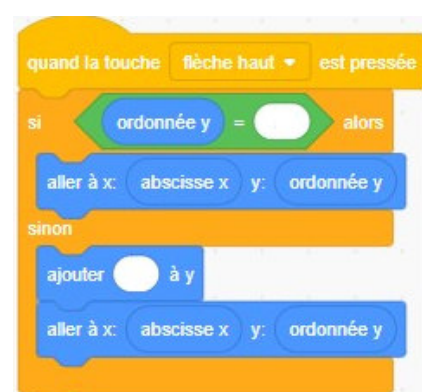 quand la touche flèche haut est pressée
si ordonnée y = alors
aller à x: abscisse x y: ordonnée y
sinon
ajouter à y
aller à x: abscisse x y: ordonnée y